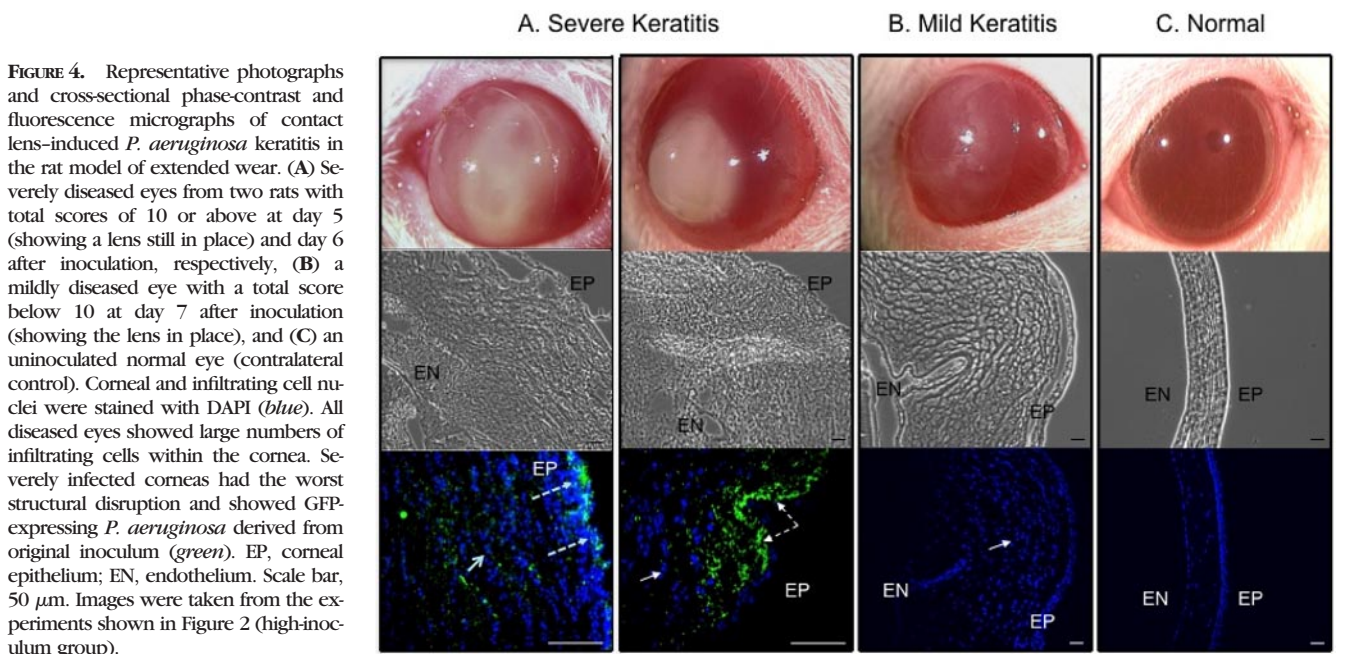 FIGURE 4. Representative photographs
and cross-sectional phase-contrast and
fluorescence micrographs of contact
lens–induced P. aeruginosa keratitis in
the rat model of extended wear. (A) Se-
verely diseased eyes from two rats with
total scores of 10 or above at day 5
(showing a lens still in place) and day 6
after inoculation, respectively, (B) a
mildly diseased eye with a total score
below 10 at day 7 after inoculation
(showing the lens in place), and (C) an
uninoculated normal eye (contralateral
control). Corneal and infiltrating cell nu-
clei were stained with DAPI (blue). All
diseased eyes showed large numbers of
infiltrating cells within the cornea. Se-
verely infected corneas had the worst
structural disruption and showed GFP-
expressing P. aeruginosa derived from
original inoculum (green). EP, corneal
epithelium; EN, endothelium. Scale bar,
50 μm. Images were taken from the ex-
periments shown in Figure 2 (high-inoc-
ulum group).
A. Severe Keratitis
B. Mild Keratitis
C. Normal
EP
EN
EP
EN
EN
EP
EN
EP
EP
EP
EN
EP
EN
EP